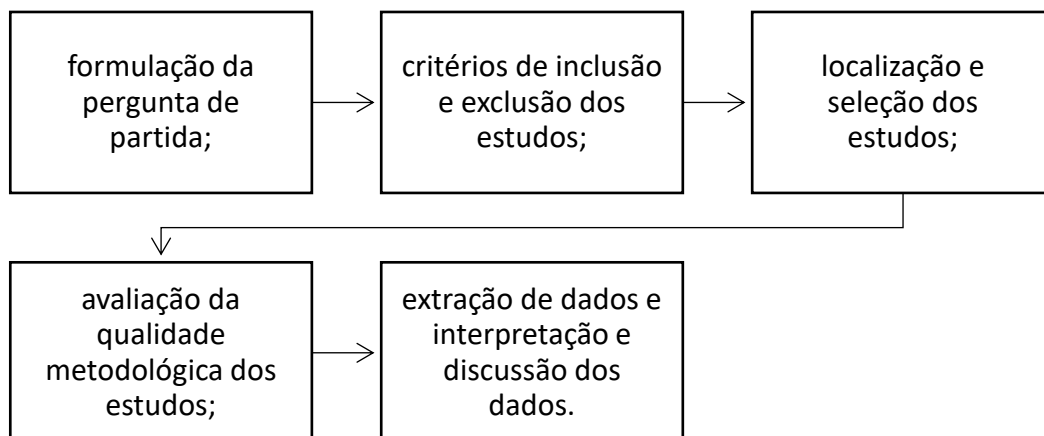 formulação da
pergunta de
partida;
critérios de inclusão
e exclusão dos
estudos;
localização e
seleção dos
estudos;
avaliação da
qualidade
metodológica dos
estudos;
extração de dados e
interpretação e
discussão dos
dados.